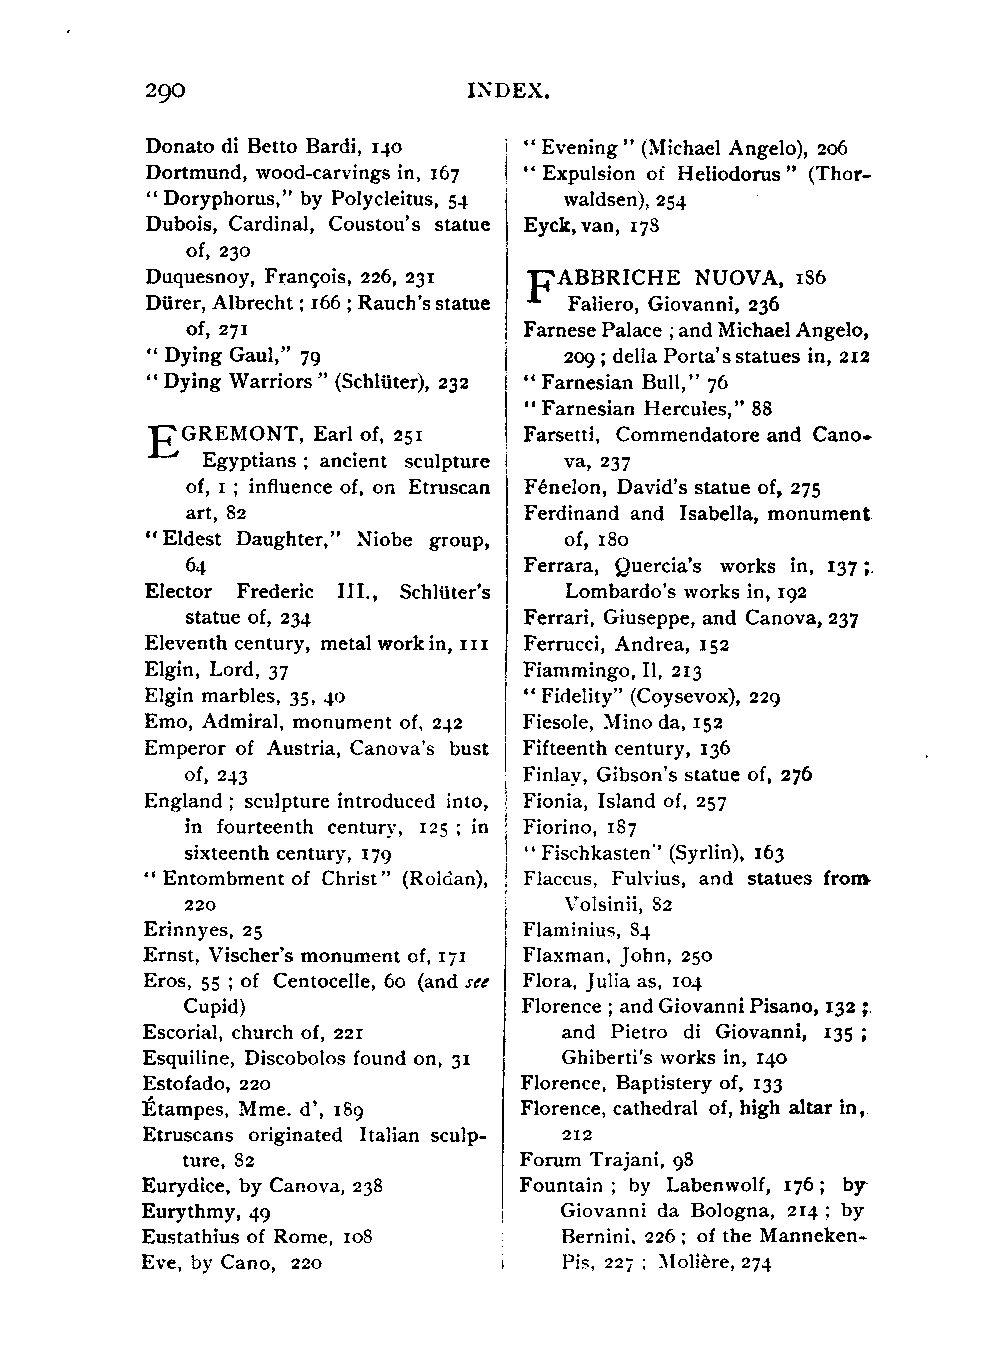 290 INDEX.
Donato di Betto Bardi, 140
Dortmund, wood-carvings in, 167
“Doryphorus,” by Polycleitus, 54
Dubois, Cardinal, Coustou's statue
of, 230
Duquesnoy, François, 226, 231
Dürer, Albrecht; 166; Rauch's statue
of, 271
“Dying Gaul,” 79
“Dying Warriors” (Schlüter), 232
EGREMONT, Earl of, 251
Egyptians; ancient sculpture
of, 1; influence of, on Etruscan
art, 82
“Eldest Daughter,” Niobe group,
64
Elector Frederic III., Schlüter's
statue of, 234
Eleventh century, metal work in, 111
Elgin, Lord, 37
Elgin marbles, 35, 40
Emo, Admiral, monument of, 242
Emperor of Austria, Canova's bust
of, 243
England; sculpture introduced into,
in fourteenth century, 125; in
sixteenth century, 179
“Entombment of Christ” (Roldan),
220
Erinnyes, 25
Ernst, Vischer's monument of, 171
Eros, 55; of Centocelle, 60 (and see
Cupid)
Escorial, church of, 221
Esquiline, Discobolos found on, 31
Estofado, 220
Étampes, Mme. d', 189
Etruscans originated Italian sculp-
ture, 82
Eurydice, by Canova, 238
Eurythmy, 49
Eustathius of Rome, 108
Eve, by Cano, 220
“Evening” (Michael Angelo), 206
“Expulsion of Heliodorus” (Thor-
waldsen), 254
Eyck, van, 178
FABBRICHE NUOVA, 186
Faliero, Giovanni, 236
Farnese Palace; and Michael Angelo,
209; della Porta's statues in, 212
“Farnesian Bull,” 76
“Farnesian Hercules,” 88
Farsetti, Commendatore and Cano-
va, 237
Fénelon, David's statue of, 275
Ferdinand and Isabella, monument
of, 180
Ferrara, Quercia's works in, 137;
Lombardo's works in, 192
Ferrari, Giuseppe, and Canova, 237
Ferrucci, Andrea, 152
Fiammingo, Il, 213
“Fidelity” (Coysevox), 229
Fiesole, Mino da, 152
Fifteenth century, 136
Finlay, Gibson's statue of, 276
Fionia, Island of, 257
Fiorino, 187
“Fischkasten” (Syrlin), 163
Flaccus, Fulvius, and statues from
Volsinii, 82
Flaminius, 84
Flaxman, John, 250
Flora, Julia as, 104
Florence; and Giovanni Pisano, 132;
and Pietro di Giovanni, 135;
Ghiberti's works in, 140
Florence, Baptistery of, 133
Florence, cathedral of, high altar in,
212
Forum Trajani, 98
Fountain; by Labenwolf, 176; by
Giovanni da Bologna, 214; by
Bernini, 226; of the Manneken-
Pis, 227; Molière, 274